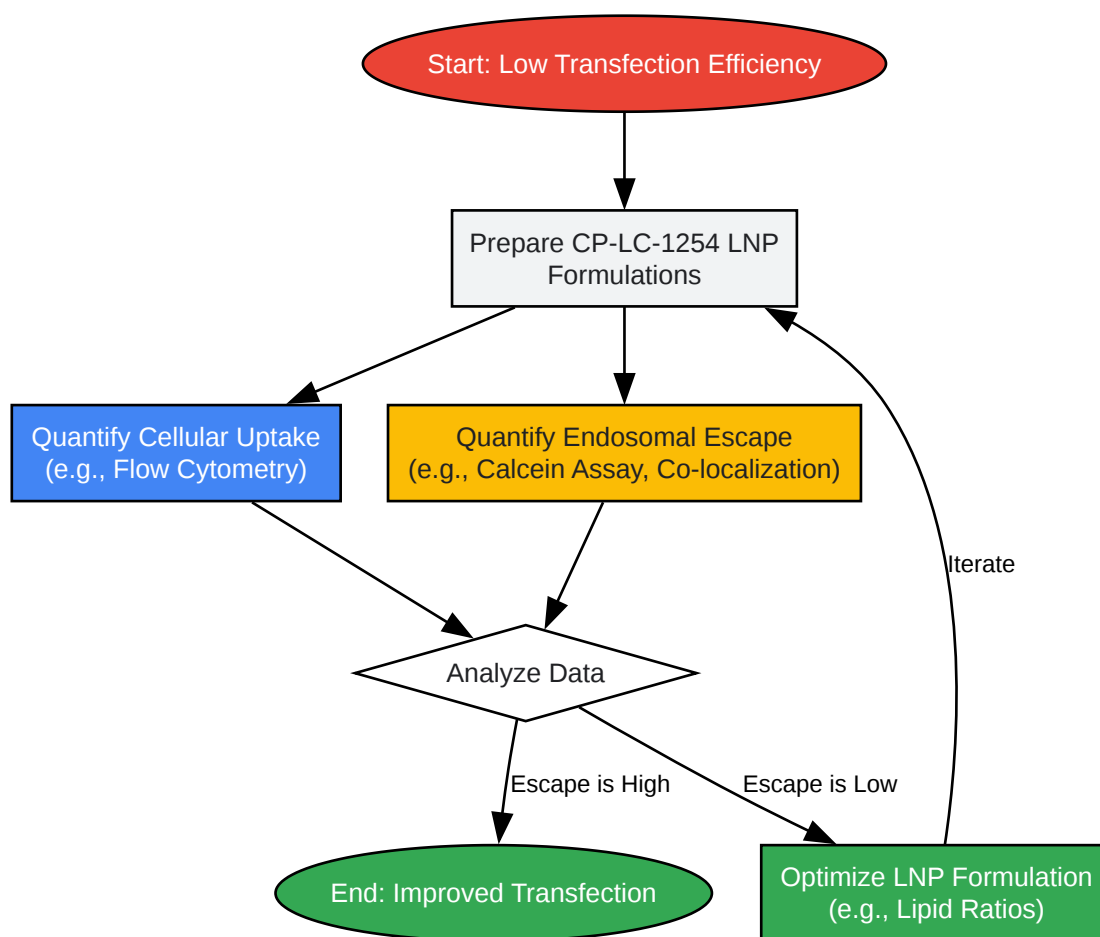 Start: Low Transfection Efficiency
Prepare CP-LC-1254 LNP
Formulations
Quantify Cellular Uptake
(e.g., Flow Cytometry)
Quantify Endosomal Escape
(e.g., Calcein Assay, Co-localization)
Iterate
Analyze Data
Escape is High
Escape is Low
End: Improved Transfection
Optimize LNP Formulation
(e.g., Lipid Ratios)